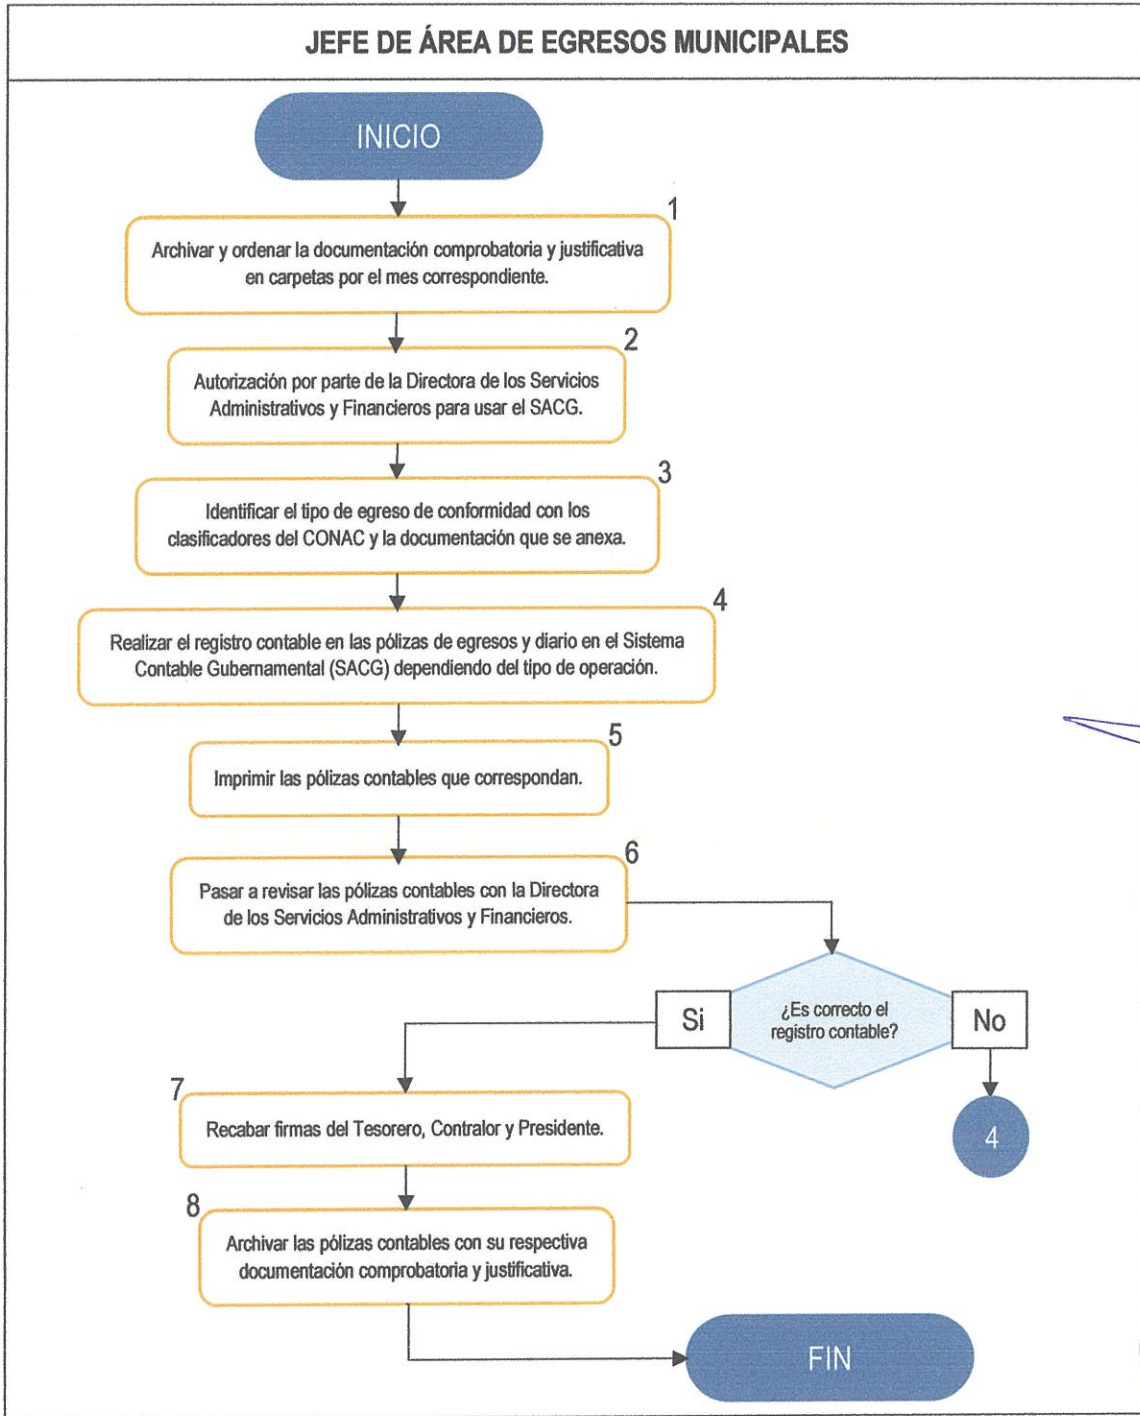 JEFE DE ÁREA DE EGRESOS MUNICIPALES
INICIO
1
Archivar y ordenar la documentación comprobatoria y justificativa
en carpetas por el mes correspondiente.
2
Autorización por parte de la Directora de los Servicios
Administrativos y Financieros para usar el SACG.
3
Identificar el tipo de egreso de conformidad con los
clasificadores del CONAC y la documentación que se anexa.
4
Realizar el registro contable en las pólizas de egresos y diario en el Sistema
Contable Gubernamental (SACG) dependiendo del tipo de operación.
5
Imprimir las pólizas contables que correspondan.
6
Pasar a revisar las pólizas contables con la Directora
de los Servicios Administrativos y Financieros.
Si
¿Es correcto el
registro contable?
No
4
7
Recabar firmas del Tesorero, Contralor y Presidente.
8
Archivar las pólizas contables con su respectiva
documentación comprobatoria y justificativa.
FIN